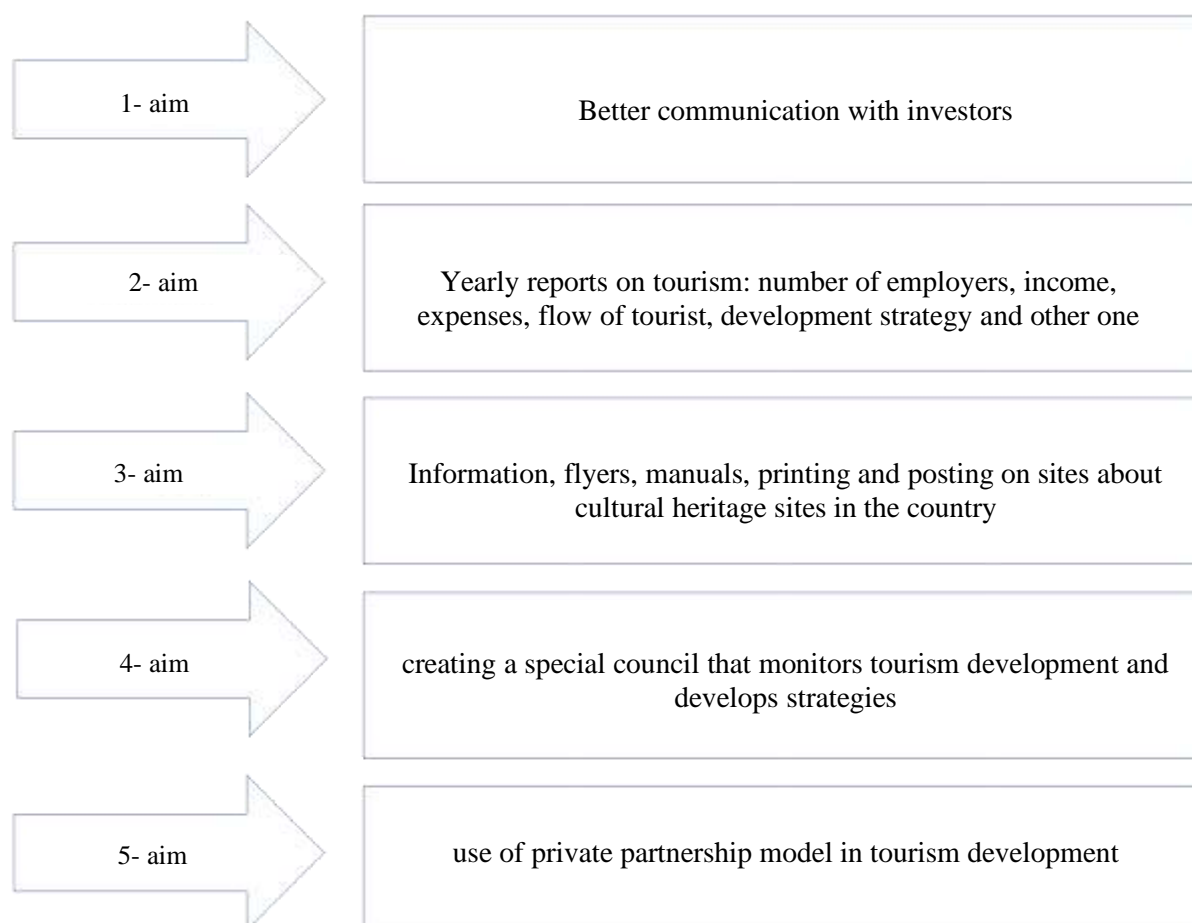 1- aim
Better communication with investors
2- aim
Yearly reports on tourism: number of employers, income,
expenses, flow of tourist, development strategy and other one
3- aim
Information, flyers, manuals, printing and posting on sites about
cultural heritage sites in the country
4- aim
creating a special council that monitors tourism development and
develops strategies
5- aim
use of private partnership model in tourism development